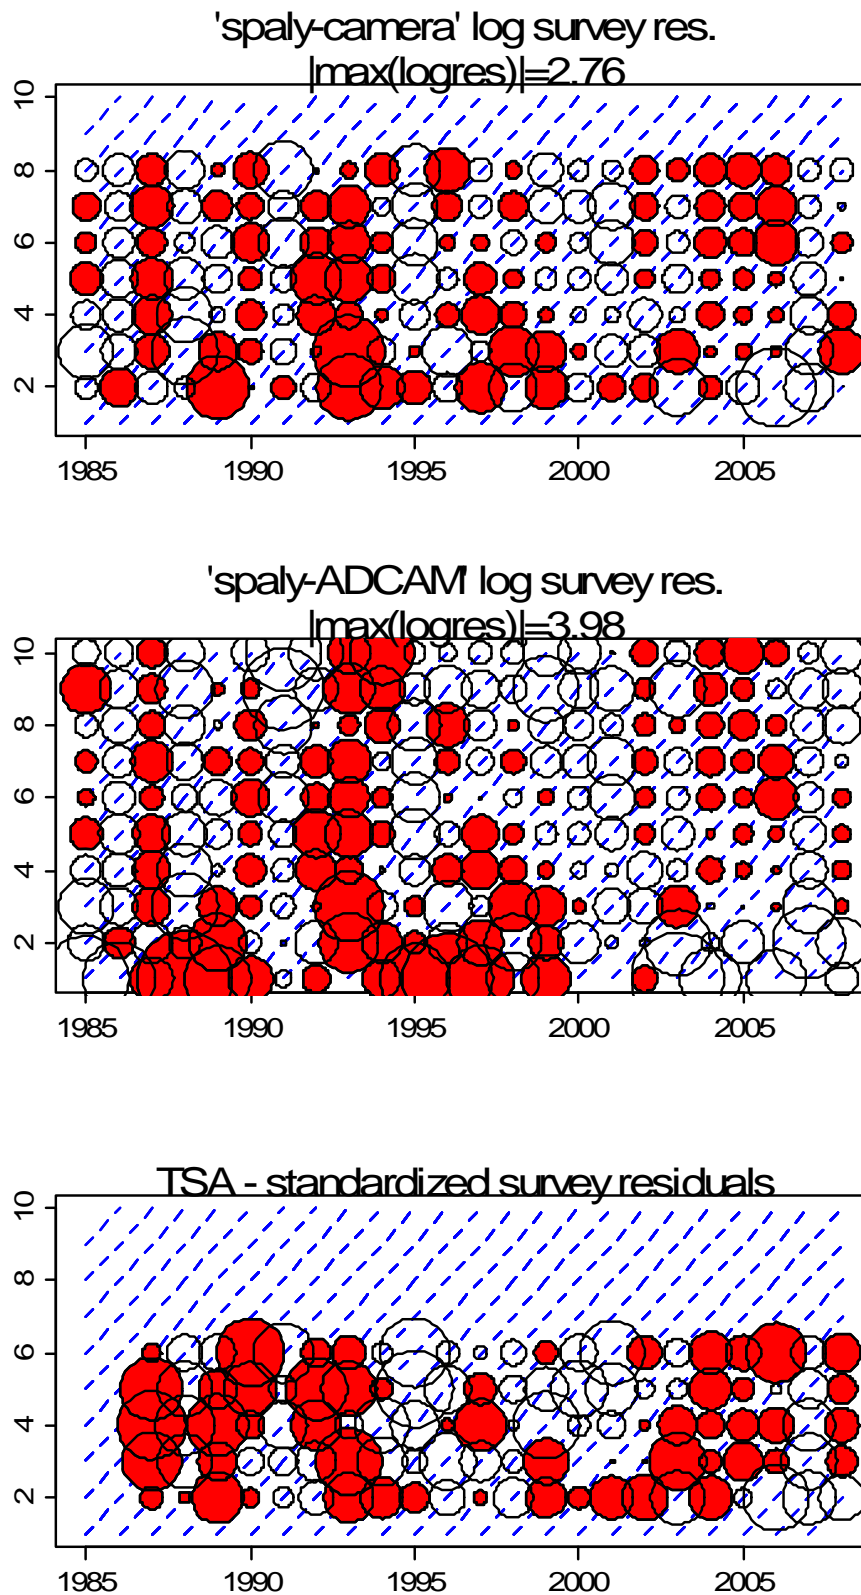 'spaly-camera' log survey res.
|max(logres)|=2.76
10
8
6
4
2
1985 1990 1995 2000 2005
'spaly-ADCAM' log survey res.
|max(logres)|=3.98
10
8
6
4
2
1985 1990 1995 2000 2005
TSA - standardized survey residuals
10
8
6
4
2
1985 1990 1995 2000 2005